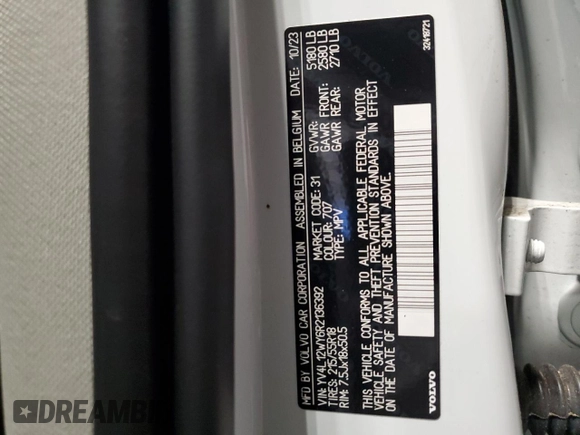 MFD BY VOLVO CAR CORPORATION ASSEMBLED IN BELGIUM DATE: 10/23
VIN: YV4L12WY6R2136392
TIRES: 215/55R18
RIM: 7.5Jx18x50.5
MARKET CODE: 31
COLOUR: 707
TYPE: MPV
GVWR: 5180 LB
GAWR FRONT: 2580 LB
GAWR REAR: 2710 LB
THIS VEHICLE CONFORMS TO ALL APPLICABLE FEDERAL MOTOR
VEHICLE SAFETY AND THEFT PREVENTION STANDARDS IN EFFECT
ON THE DATE OF MANUFACTURE SHOWN ABOVE.
VOLVO
32419721
DREAMB